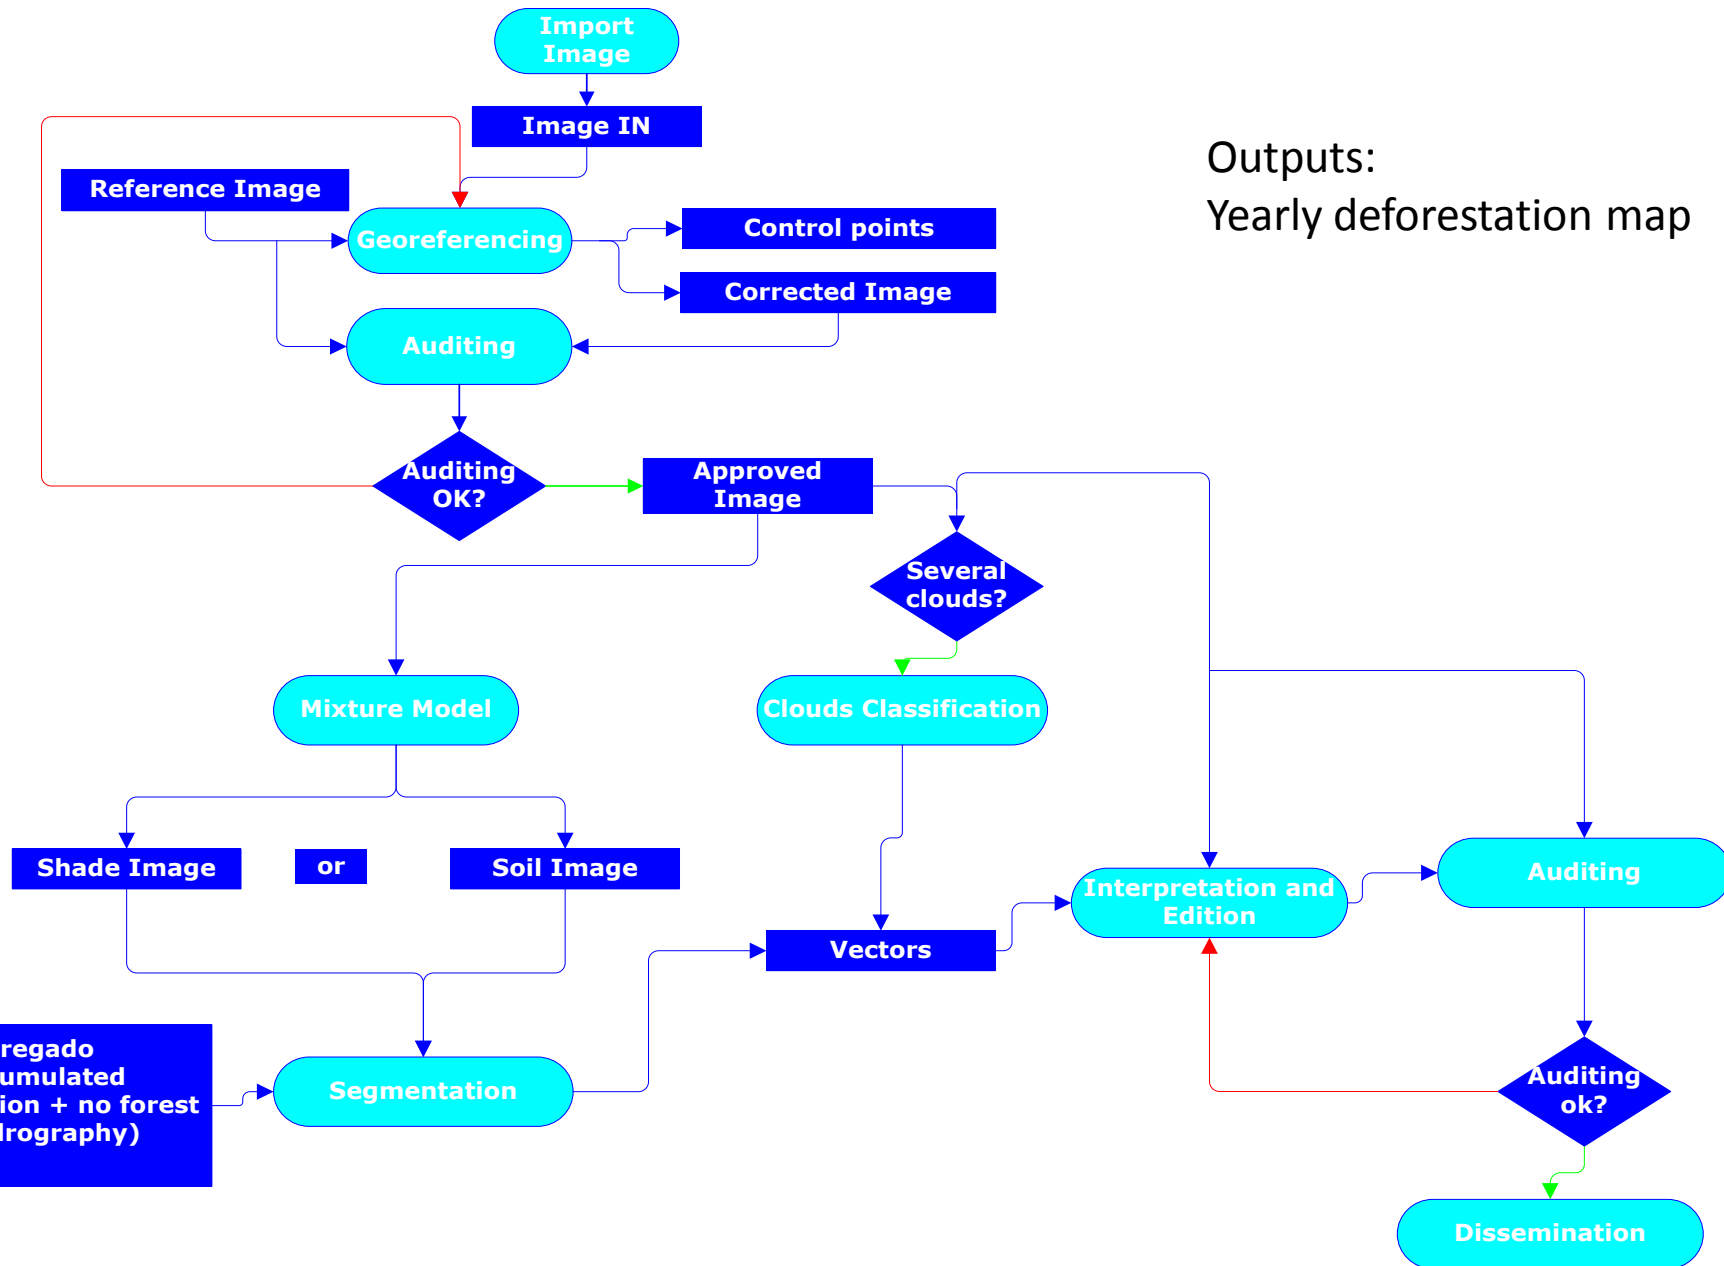 Import
Image
Image IN
Outputs:
Yearly deforestation map
Reference Image
Georeferencing
Control points
Corrected Image
Auditing
Auditing
OK?
Approved
Image
Several
clouds?
Mixture Model
Clouds Classification
Shade Image
or
Soil Image
Interpretation and
Edition
Auditing
Vectors
regado
umulated
ion + no forest
lrography)
Segmentation
Auditing
ok?
Dissemination